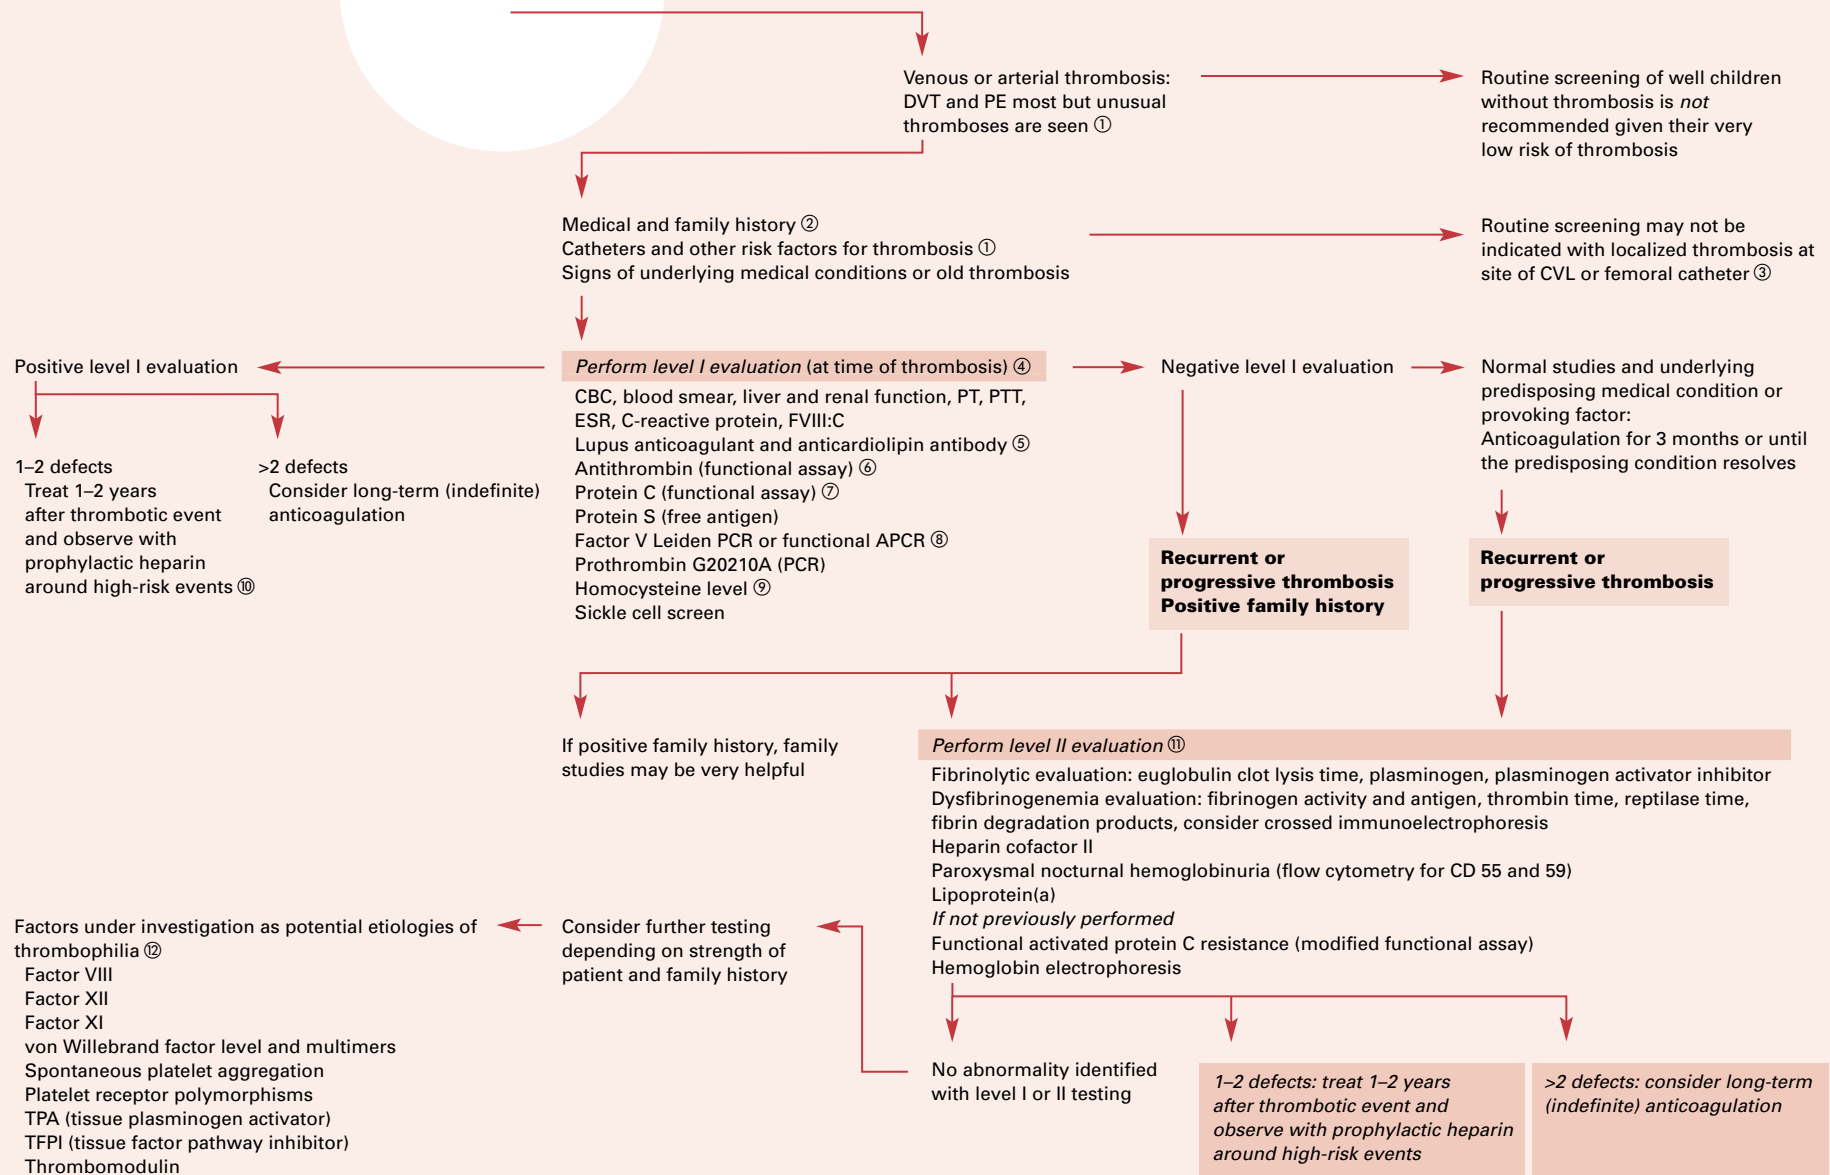 Venous or arterial thrombosis:
DVT and PE most but unusual
thromboses are seen ①
Routine screening of well children
without thrombosis is not
recommended given their very
low risk of thrombosis
Medical and family history ②
Catheters and other risk factors for thrombosis ①
Signs of underlying medical conditions or old thrombosis
Routine screening may not be
indicated with localized thrombosis at
site of CVL or femoral catheter ③
Positive level I evaluation
1–2 defects
Treat 1–2 years
after thrombotic event
and observe with
prophylactic heparin
around high-risk events ⑩
>2 defects
Consider long-term (indefinite)
anticoagulation
Perform level I evaluation (at time of thrombosis) ④
CBC, blood smear, liver and renal function, PT, PTT,
ESR, C-reactive protein, FVIII:C
Lupus anticoagulant and anticardiolipin antibody ⑤
Antithrombin (functional assay) ⑥
Protein C (functional assay) ⑦
Protein S (free antigen)
Factor V Leiden PCR or functional APCR ⑧
Prothrombin G20210A (PCR)
Homocysteine level ⑨
Sickle cell screen
Negative level I evaluation
Normal studies and underlying
predisposing medical condition or
provoking factor:
Anticoagulation for 3 months or until
the predisposing condition resolves
Recurrent or
progressive thrombosis
Positive family history
Recurrent or
progressive thrombosis
If positive family history, family
studies may be very helpful
Perform level II evaluation ⑪
Fibrinolytic evaluation: euglobulin clot lysis time, plasminogen, plasminogen activator inhibitor
Dysfibrinogenemia evaluation: fibrinogen activity and antigen, thrombin time, reptilase time,
fibrin degradation products, consider crossed immunoelectrophoresis
Heparin cofactor II
Paroxysmal nocturnal hemoglobinuria (flow cytometry for CD 55 and 59)
Lipoprotein(a)
If not previously performed
Functional activated protein C resistance (modified functional assay)
Hemoglobin electrophoresis
Factors under investigation as potential etiologies of
thrombophilia ⑫
Factor VIII
Factor XII
Factor XI
von Willebrand factor level and multimers
Spontaneous platelet aggregation
Platelet receptor polymorphisms
TPA (tissue plasminogen activator)
TFPI (tissue factor pathway inhibitor)
Thrombomodulin
Consider further testing
depending on strength of
patient and family history
No abnormality identified
with level I or II testing
1–2 defects: treat 1–2 years
after thrombotic event and
observe with prophylactic heparin
around high-risk events
>2 defects: consider long-term
(indefinite) anticoagulation